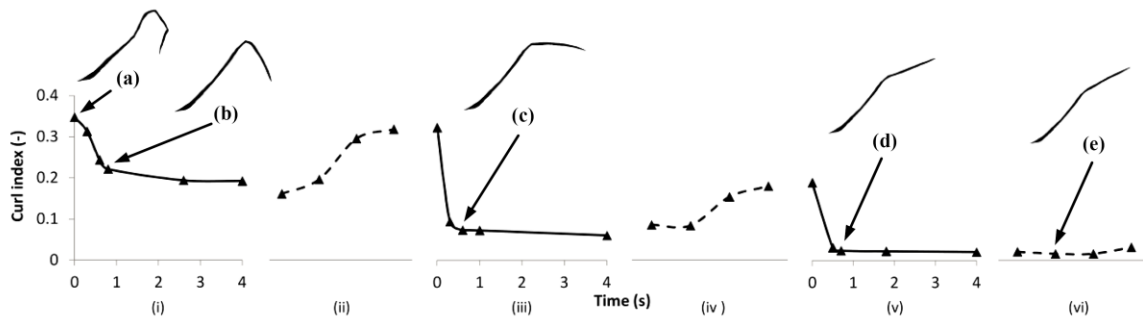 (a)
(b)
(c)
(d)
(e)
Curl index (-)
0.4
0.3
0.2
0.1
0
0 1 2 3 4 0 1 2 3 4 0 1 2 3 4
Time (s)
(i) (ii) (iii) (iv ) (v) (vi)